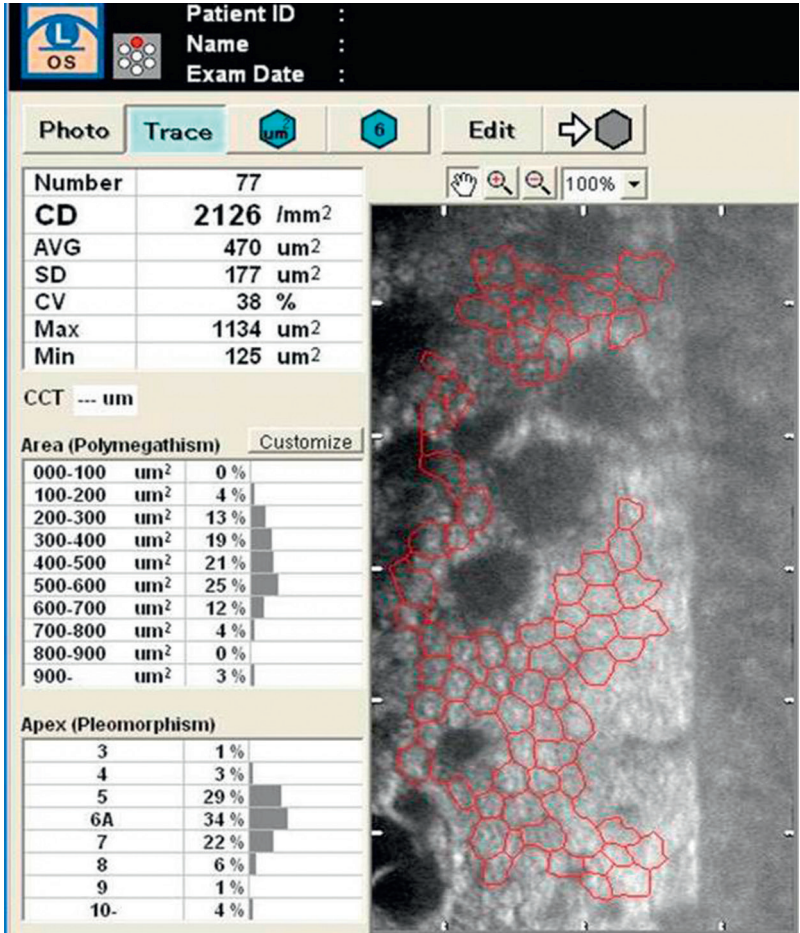 L
OS
Patient ID :
Name :
Exam Date :
Photo Trace um2 6 Edit
100%
Number 77
CD 2126 /mm2
AVG 470 um2
SD 177 um2
CV 38 %
Max 1134 um2
Min 125 um2
CCT --- um
Area (Polymegathism) Customize
000-100 um2 0 %
100-200 um2 4 %
200-300 um2 13 %
300-400 um2 19 %
400-500 um2 21 %
500-600 um2 25 %
600-700 um2 12 %
700-800 um2 4 %
800-900 um2 0 %
900- um2 3 %
Apex (Pleomorphism)
3 1 %
4 3 %
5 29 %
6A 34 %
7 22 %
8 6 %
9 1 %
10- 4 %